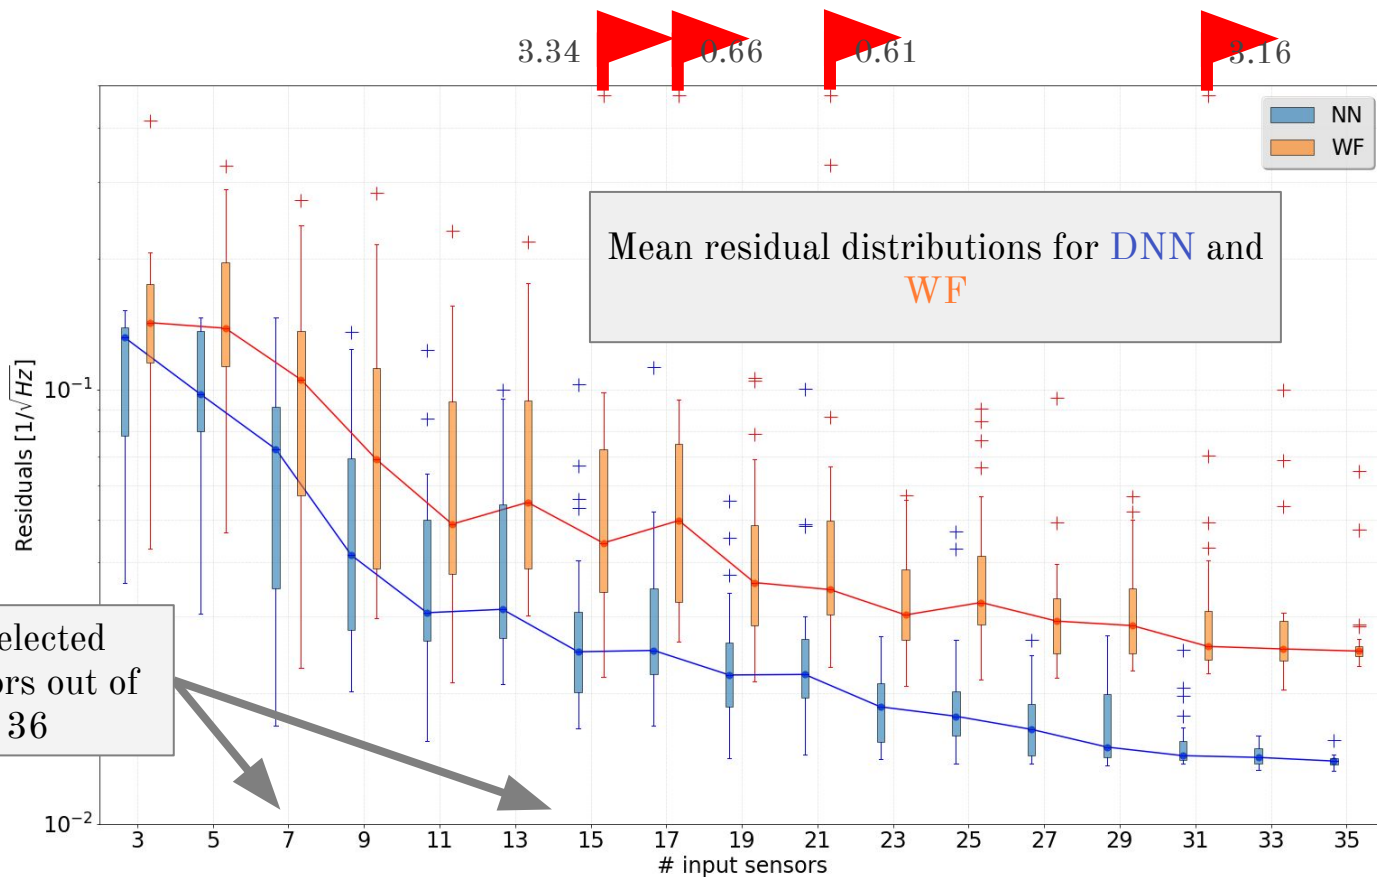 3.34
0.66
0.61
3.16
NN
WF
Mean residual distributions for DNN and
WF
Residuals [1/√Hz]
10⁻¹
10⁻²
elected
ors out of
36
3 5 7 9 11 13 15 17 19 21 23 25 27 29 31 33 35
# input sensors